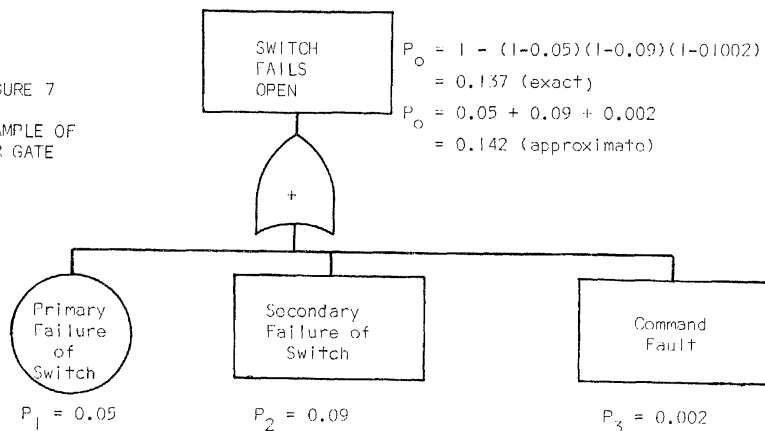 SWITCH
FAILS
OPEN
P_o = 1 - (1-0.05)(1-0.09)(1-01002)
= 0.137 (exact)
P_o = 0.05 + 0.09 + 0.002
= 0.142 (approximate)
SURE 7
AMPLE OF
R GATE
+
Primary
Failure
of
Switch
Secondary
Failure of
Switch
Command
Fault
P_1 = 0.05
P_2 = 0.09
P_3 = 0.002